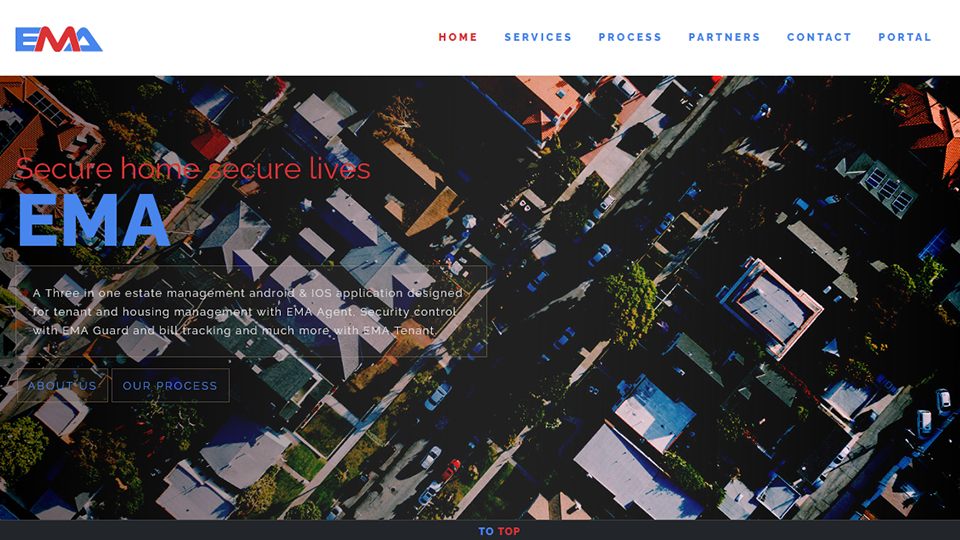 EMA
HOME SERVICES PROCESS PARTNERS CONTACT PORTAL
Secure home secure lives
EMA
A Three in one estate management android & IOS application designed
for tenant and housing management with EMA Agent, Security control
with EMA Guard and bill tracking and much more with EMA Tenant.
ABOUT US OUR PROCESS
TO TOP